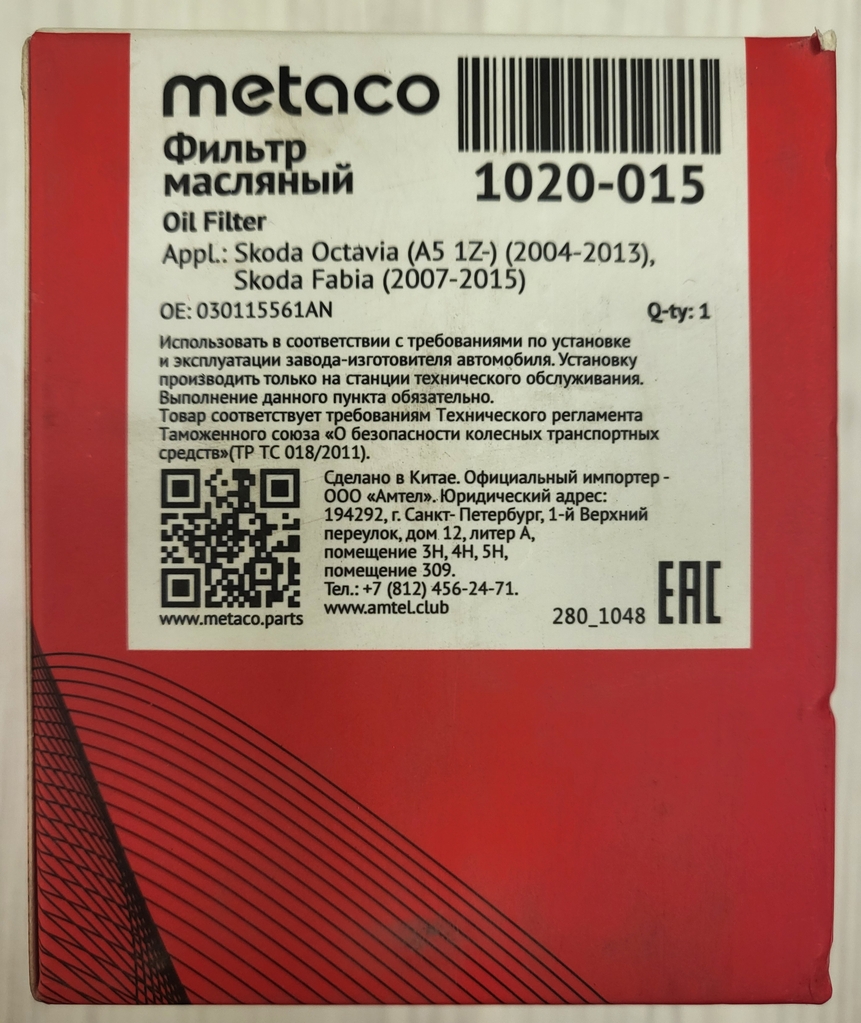 metaco
Фильтр
масляный
1020-015
Oil Filter
Appl.: Skoda Octavia (A5 1Z-) (2004-2013),
Skoda Fabia (2007-2015)
OE: 030115561AN
Q-ty: 1
Использовать в соответствии с требованиями по установке
и эксплуатации завода-изготовителя автомобиля. Установку
производить только на станции технического обслуживания.
Выполнение данного пункта обязательно.
Товар соответствует требованиям Технического регламента
Таможенного союза «О безопасности колесных транспортных
средств»(ТР ТС 018/2011).
Сделано в Китае. Официальный импортер -
ООО «Амтел». Юридический адрес:
194292, г. Санкт- Петербург, 1-й Верхний
переулок, дом 12, литер А,
помещение 3Н, 4Н, 5Н,
помещение 309.
Тел.: +7 (812) 456-24-71.
www.amtel.club
www.metaco.parts
280_1048
EAC